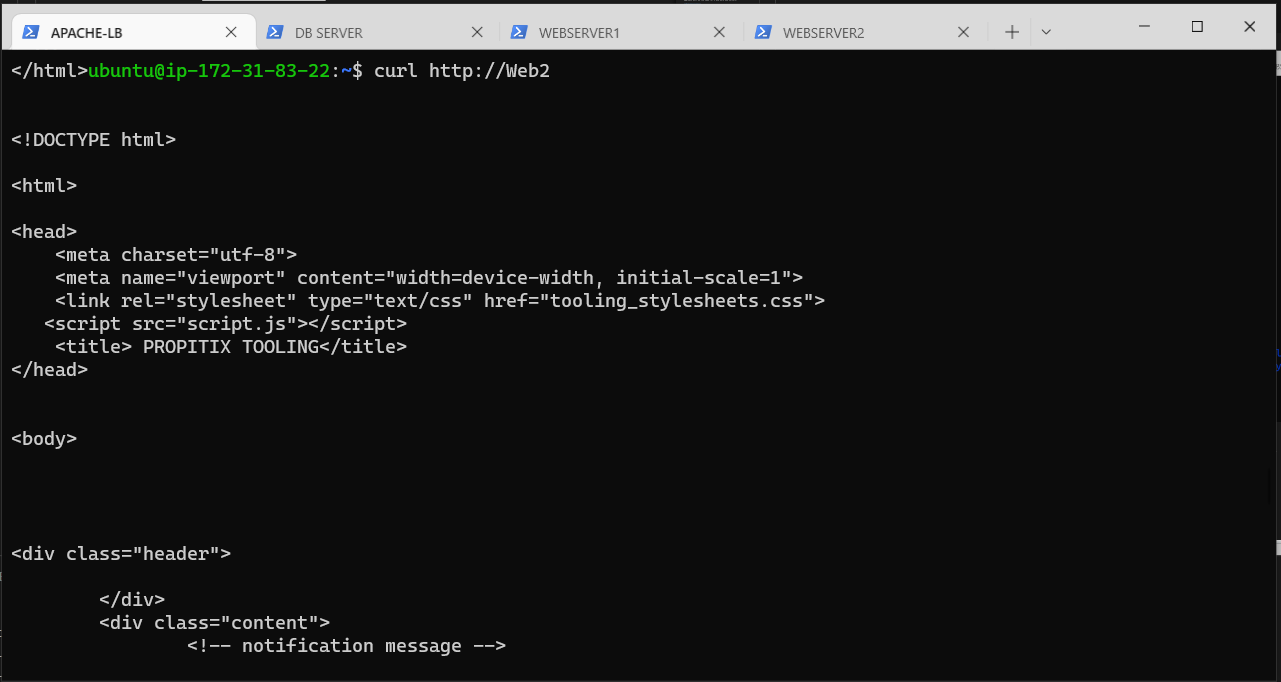 APACHE-LB DB SERVER WEBSERVER1 WEBSERVER2
</html>ubuntu@ip-172-31-83-22:~$ curl http://Web2
<!DOCTYPE html>
<html>
<head>
    <meta charset="utf-8">
    <meta name="viewport" content="width=device-width, initial-scale=1">
    <link rel="stylesheet" type="text/css" href="tooling_stylesheets.css">
   <script src="script.js"></script>
    <title> PROPITIX TOOLING</title>
</head>
<body>
<div class="header">
        </div>
        <div class="content">
                <!-- notification message -->